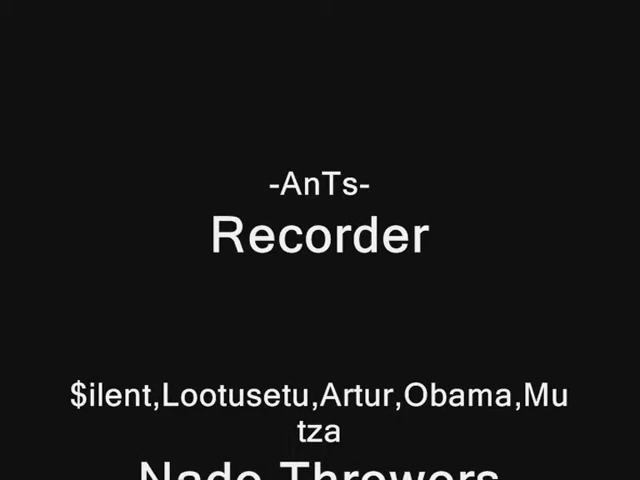 -AnTs-
Recorder
$ilent,Lootusetu,Artur,Obama,Mu
tza
Nade Throwers